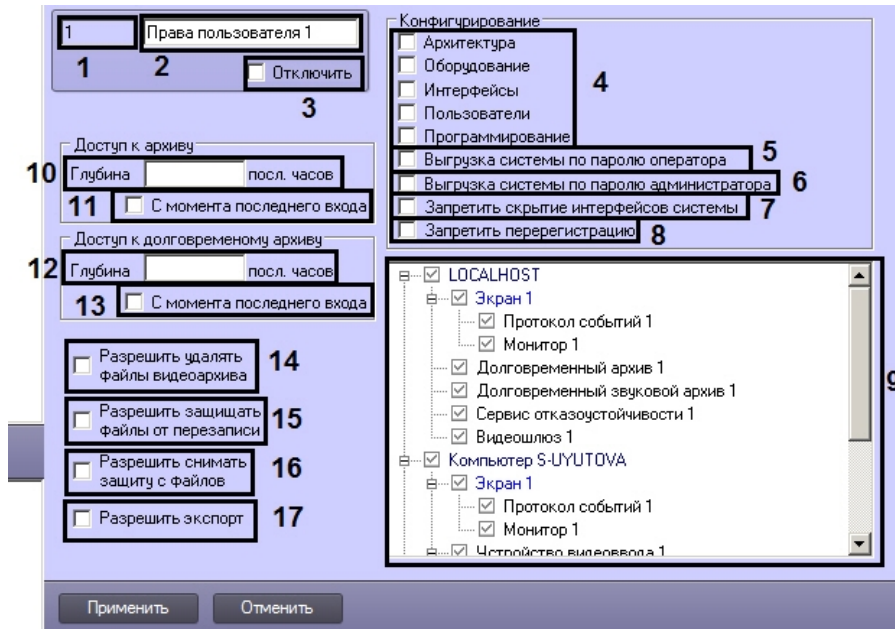 1
Права пользователя 1
1
2
Отключить
3
Конфигурирование
Архитектура
Оборудование
Интерфейсы
Пользователи
Программирование
4
Выгрузка системы по паролю оператора
5
Выгрузка системы по паролю администратора
6
Запретить скрытие интерфейсов системы
7
Запретить перерегистрацию
8
Доступ к архиву
10
Глубина посл. часов
11
С момента последнего входа
Доступ к долговременому архиву
12
Глубина посл. часов
13
С момента последнего входа
Разрешить удалять
файлы видеоархива
14
Разрешить защищать
файлы от перезаписи
15
Разрешить снимать
защиту с файлов
16
Разрешить экспорт
17
LOCALHOST
Экран 1
Протокол событий 1
Монитор 1
Долговременный архив 1
Долговременный звуковой архив 1
Сервис отказоустойчивости 1
Видеошлюз 1
Компьютер S-UYUTOVA
Экран 1
Протокол событий 1
Монитор 1
Устройство видеоввода 1
9
Применить
Отменить